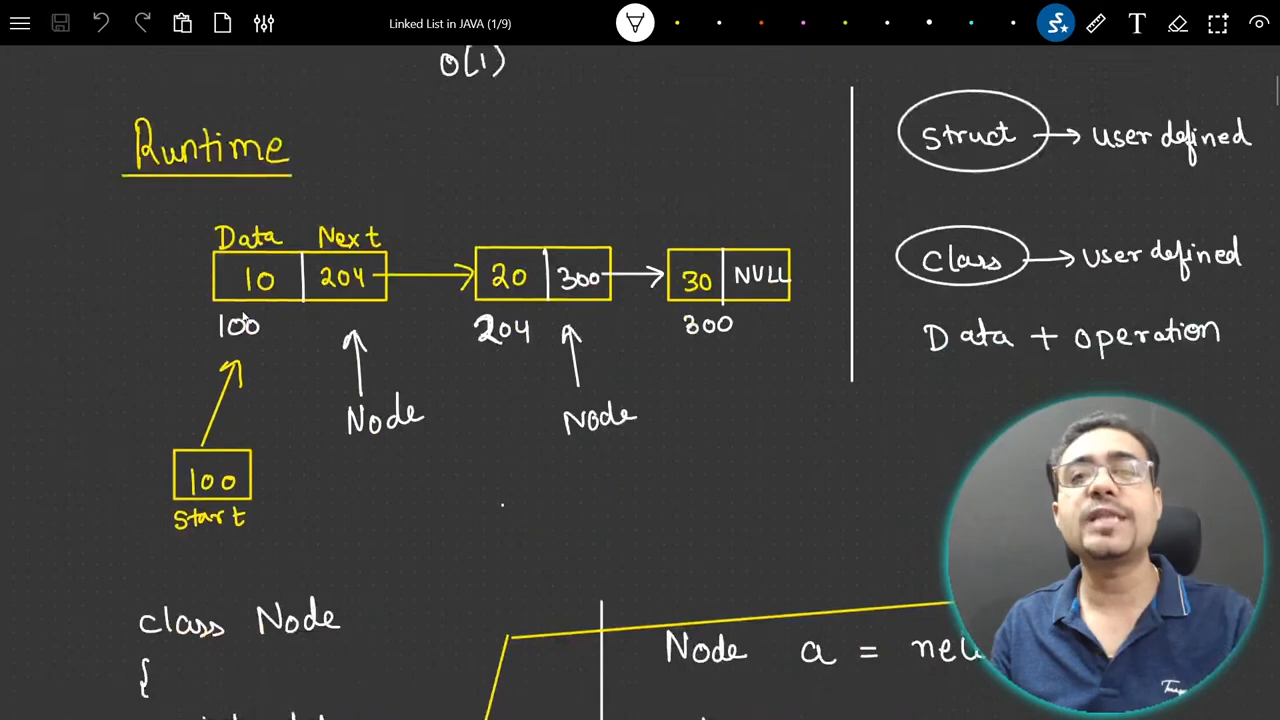 Linked List in JAVA (1/9)
T
O(1)
Runtime
struct → user defined
Data Next
class → user defined
10 204 → 20 300 → 30 NULL
100 204 300
Data + operation
Node Node
100
start
class Node
{
Node a =